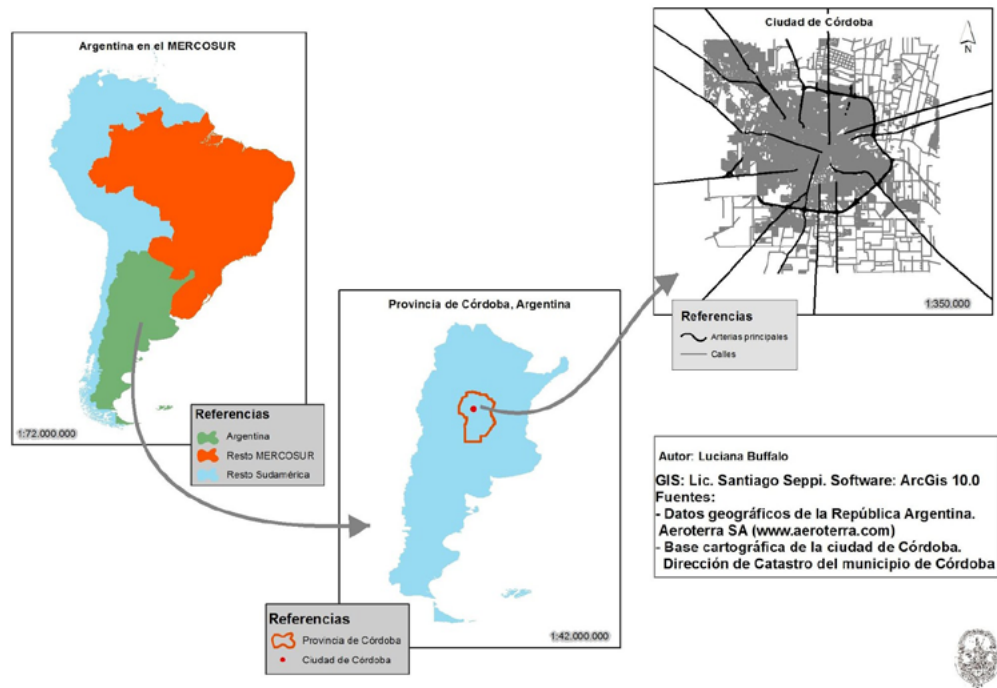 Argentina en el MERCOSUR
1:72.000.000
Referencias
Argentina
Resto MERCOSUR
Resto Sudamérica
Provincia de Córdoba, Argentina
1:42.000.000
Referencias
Provincia de Córdoba
Ciudad de Córdoba
Ciudad de Córdoba
N
1:350.000
Referencias
Arterias principales
Calles
Autor: Luciana Buffalo
GIS: Lic. Santiago Seppi. Software: ArcGis 10.0
Fuentes:
- Datos geográficos de la República Argentina.
Aeroterra SA (www.aeroterra.com)
- Base cartográfica de la ciudad de Córdoba.
Dirección de Catastro del municipio de Córdoba